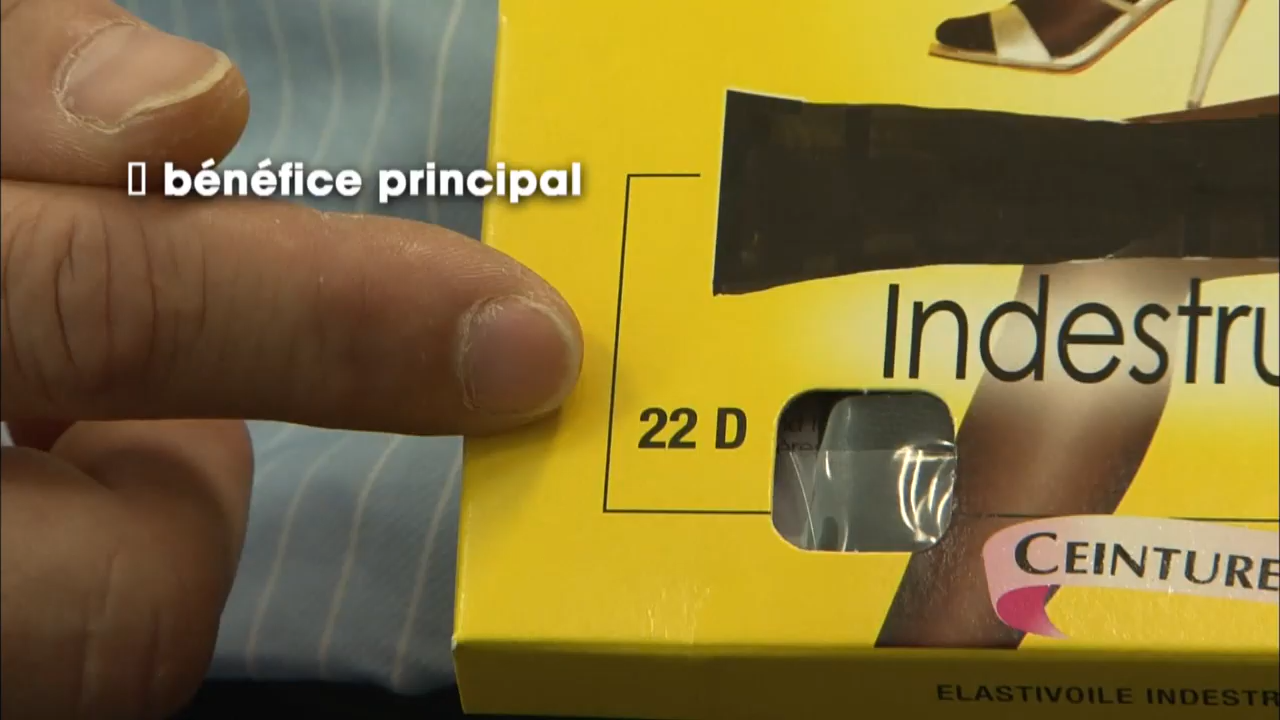 ▯ bénéfice principal
Indestru
22 D
CEINTURE
ELASTIVOILE INDESTR